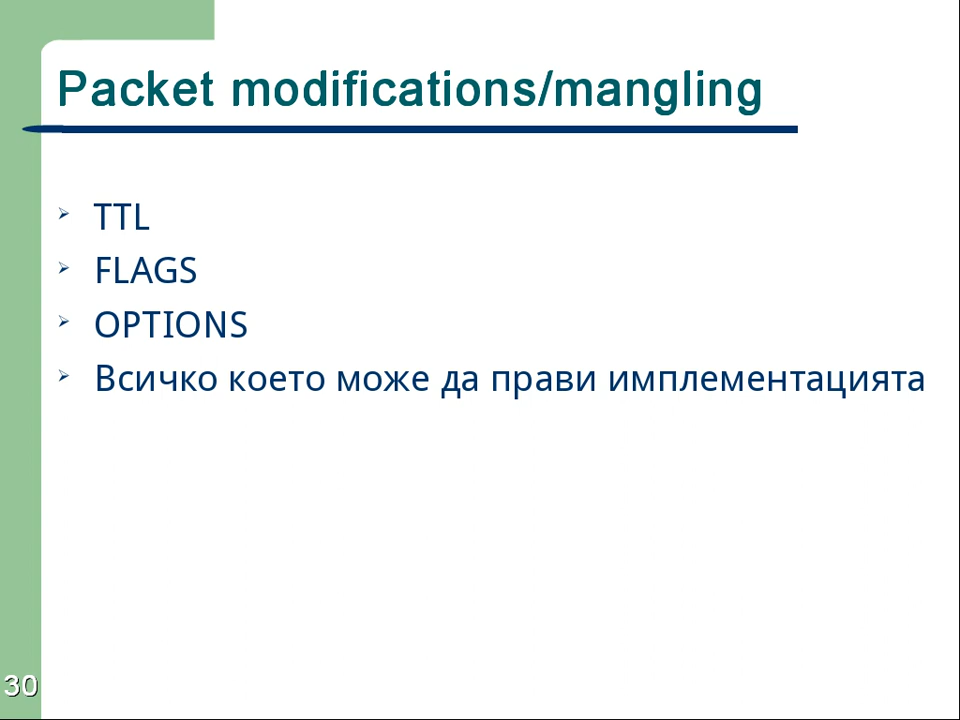 Packet modifications/mangling
TTL
FLAGS
OPTIONS
Всичко което може да прави имплементацията
30